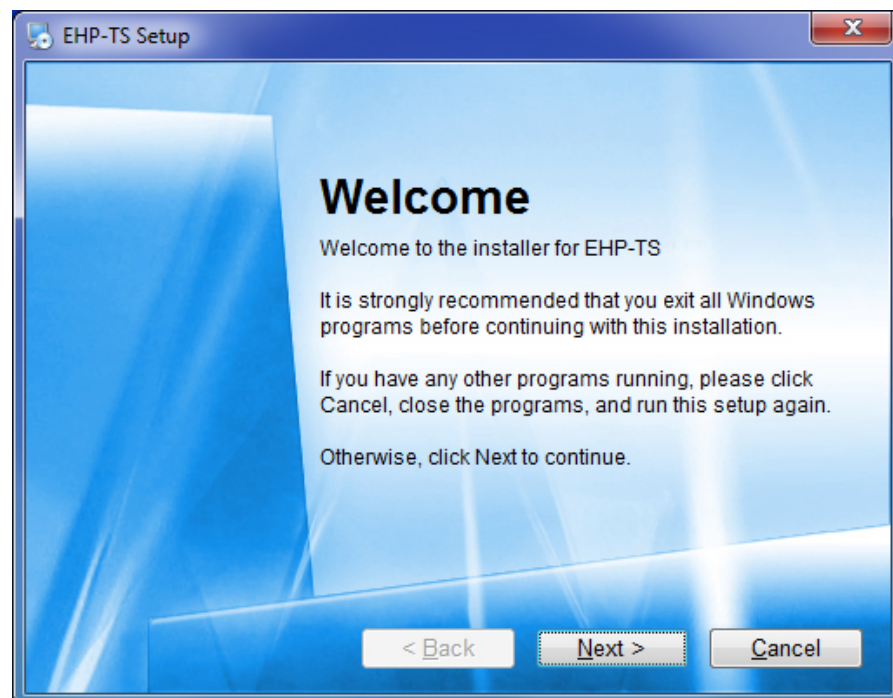 EHP-TS Setup
Welcome
Welcome to the installer for EHP-TS
It is strongly recommended that you exit all Windows
programs before continuing with this installation.
If you have any other programs running, please click
Cancel, close the programs, and run this setup again.
Otherwise, click Next to continue.
< Back Next > Cancel